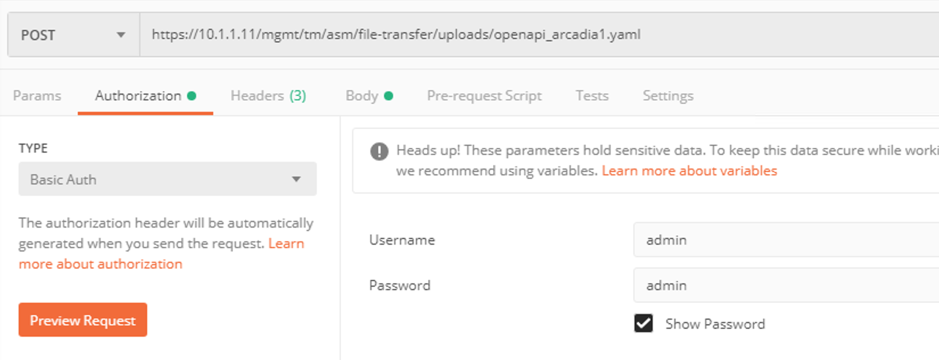 POST https://10.1.1.11/mgmt/tm/asm/file-transfer/uploads/openapi_arcadia1.yaml
Params Authorization Headers (3) Body Pre-request Script Tests Settings
TYPE
Basic Auth
The authorization header will be automatically
generated when you send the request. Learn
more about authorization
Preview Request
! Heads up! These parameters hold sensitive data. To keep this data secure while
we recommend using variables. Learn more about variables
Username admin
Password admin
Show Password